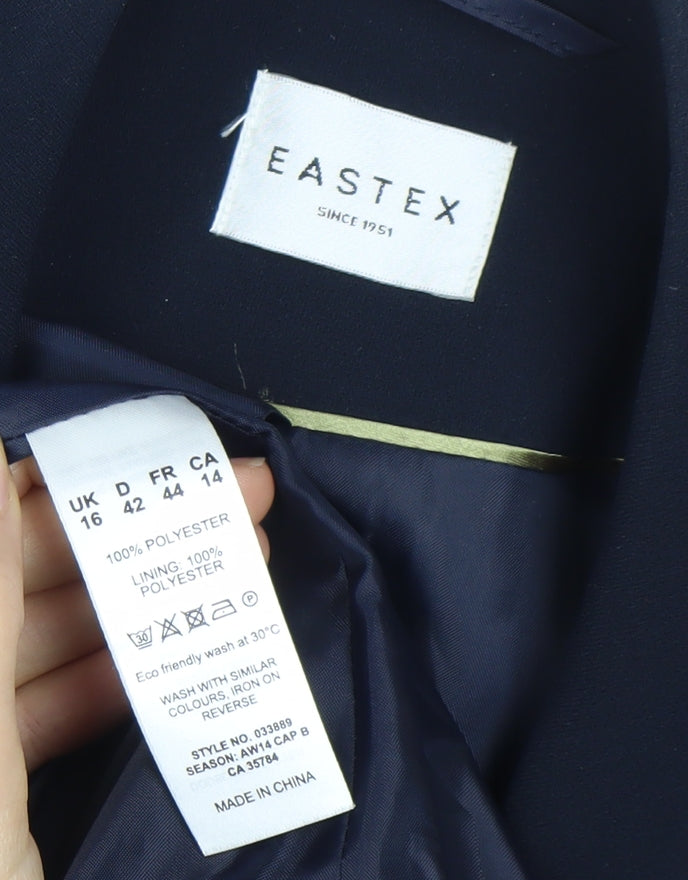 EASTEX
SINCE 1951
UK D FR CA
16 42 44 14
100% POLYESTER
LINING: 100%
POLYESTER
30 P
Eco friendly wash at 30°C
WASH WITH SIMILAR
COLOURS, IRON ON
REVERSE
STYLE NO. 033889
SEASON: AW14 CAP B
CA 35784
MADE IN CHINA